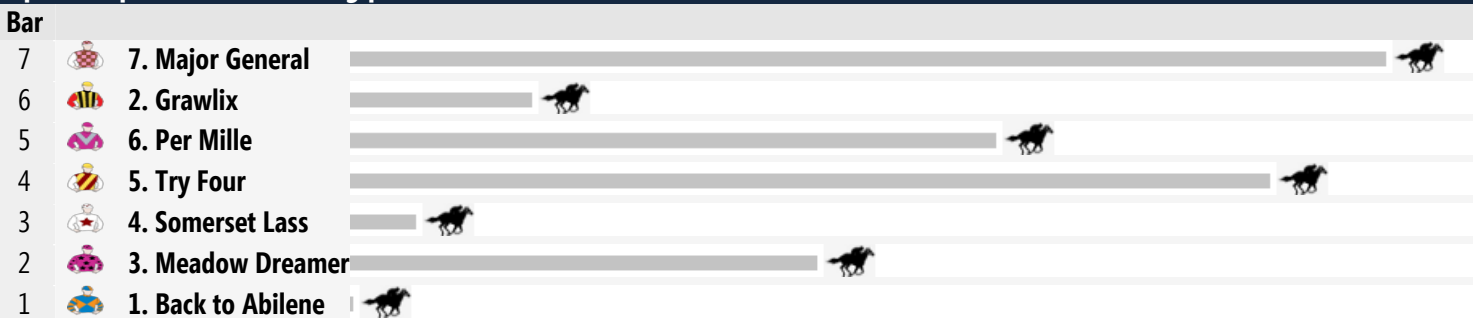 Bar
7 7. Major General
6 2. Grawlix
5 6. Per Mille
4 5. Try Four
3 4. Somerset Lass
2 3. Meadow Dreamer
1 1. Back to Abilene